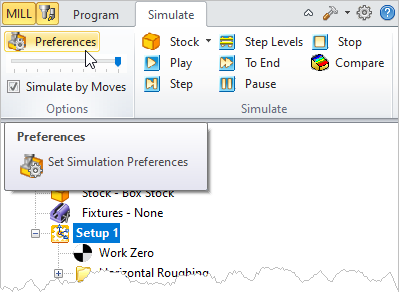 MILL Program Simulate
Preferences
Simulate by Moves
Options
Stock Step Levels Stop
Play To End Compare
Step Pause
Simulate
Preferences
Set Simulation Preferences
Stock - Box Stock
Fixtures - None
Setup 1
Work Zero
Horizontal Roughing